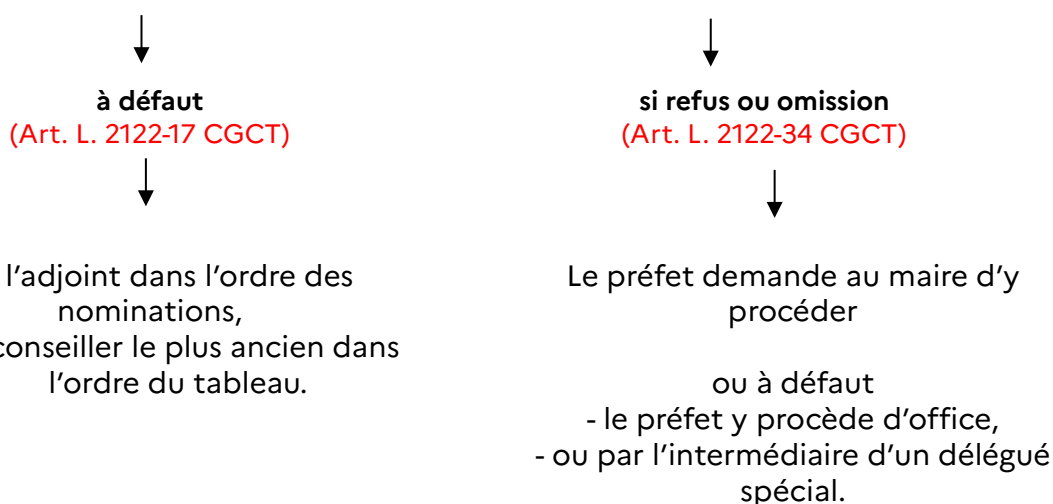 à défaut
(Art. L. 2122-17 CGCT)
l'adjoint dans l'ordre des
nominations,
conseiller le plus ancien dans
l'ordre du tableau.
si refus ou omission
(Art. L. 2122-34 CGCT)
Le préfet demande au maire d'y
procéder
ou à défaut
- le préfet y procède d'office,
- ou par l'intermédiaire d'un délégué
spécial.